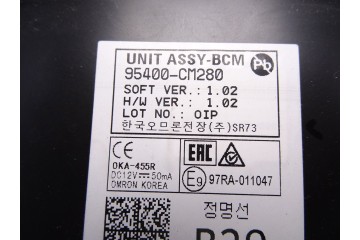 UNIT ASSY-BCM
Pb
95400-CM280
SOFT VER.: 1.02
H/W VER.: 1.02
LOT NO.: OIP
한국오므론전장(주)SR73
CE
EAC
OKA-455R
DC12V 50mA
OMRON KOREA
E9 97RA-011047
정명선